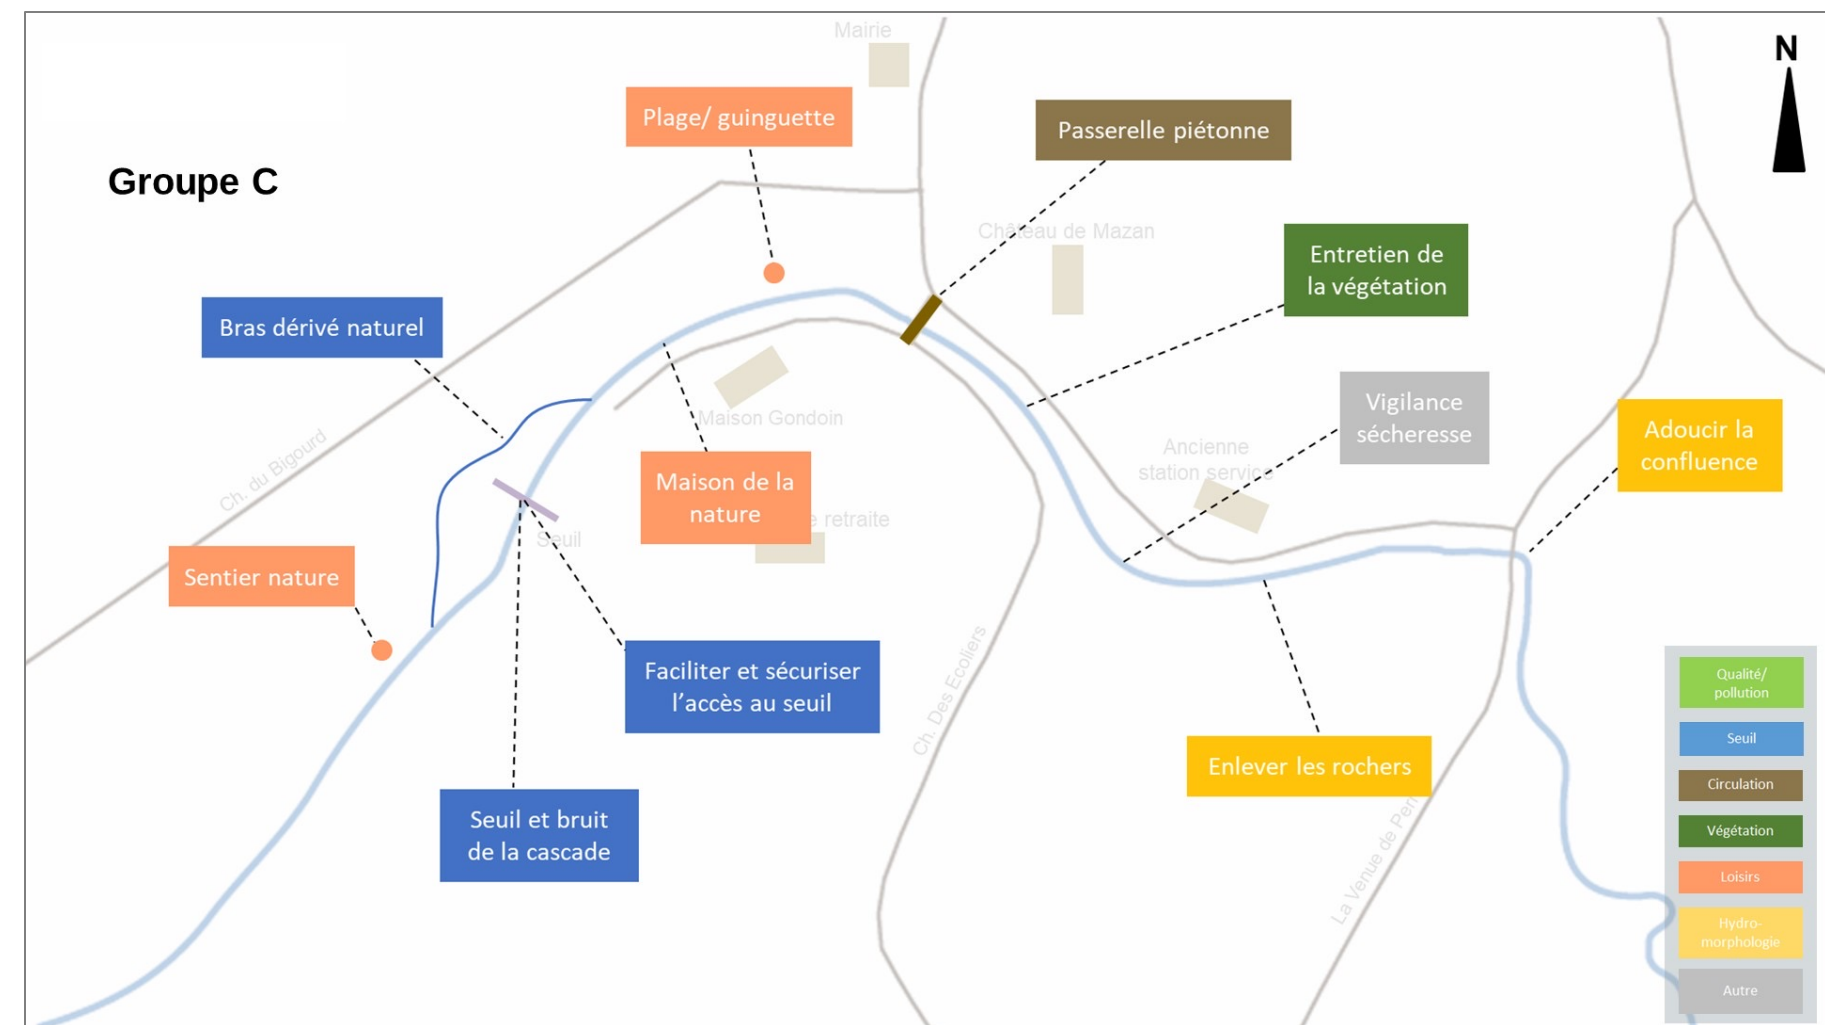 Mairie
N
Plage/ guinguette
Passerelle piétonne
Groupe C
Château de Mazan
Entretien de
la végétation
Bras dérivé naturel
Vigilance
sécheresse
Adoucir la
confluence
Maison Gondoin
Ancienne
station service
Ch. du Bigourd
Maison de la
nature
e retraite
Seuil
Sentier nature
Faciliter et sécuriser
l'accès au seuil
Ch. Des Ecoliers
Enlever les rochers
La Venue de
Seuil et bruit
de la cascade
Qualité/
pollution
Seuil
Circulation
Végétation
Loisirs
Hydro-
morphologie
Autre